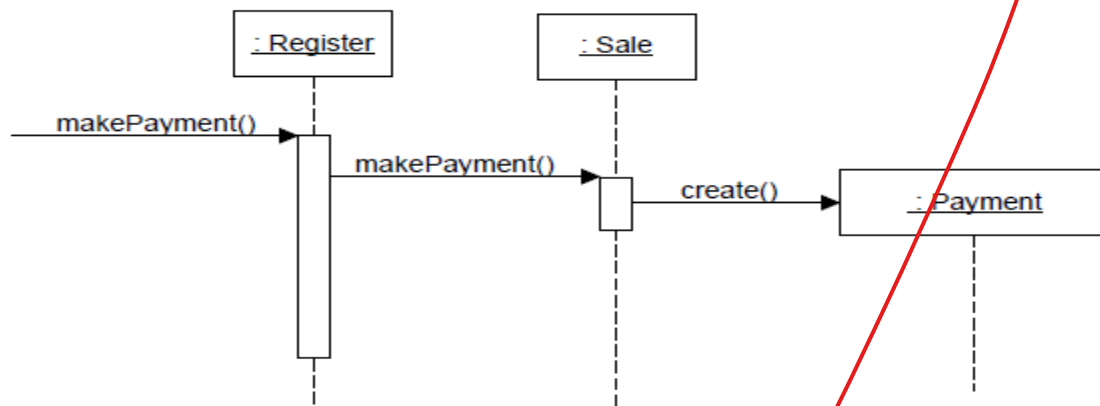 : Register
: Sale
makePayment()
makePayment()
create()
: Payment